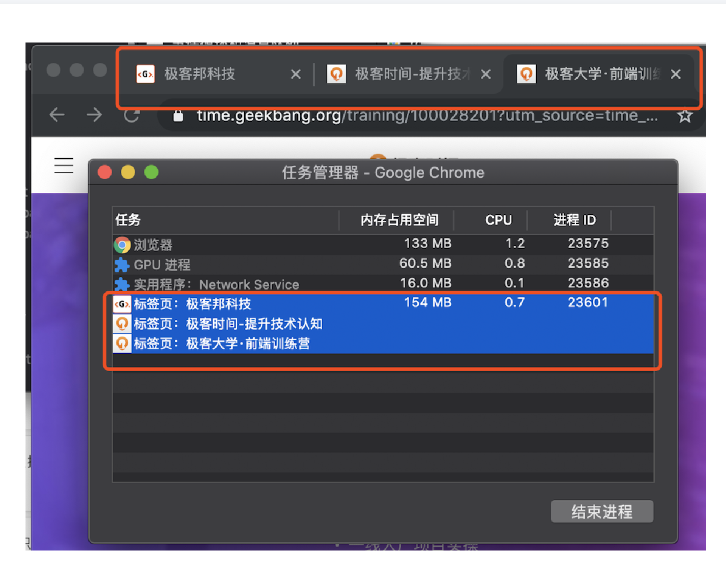 极客邦科技
极客时间-提升技
极客大学·前端训
time.geekbang.org/training/100028201?utm_source=time_...
任务管理器 - Google Chrome
任务 内存占用空间 CPU 进程 ID
浏览器 133 MB 1.2 23575
GPU 进程 60.5 MB 0.8 23585
实用程序：Network Service 16.0 MB 0.1 23586
<G> 标签页：极客邦科技 154 MB 0.7 23601
标签页：极客时间-提升技术认知
标签页：极客大学·前端训练营
结束进程